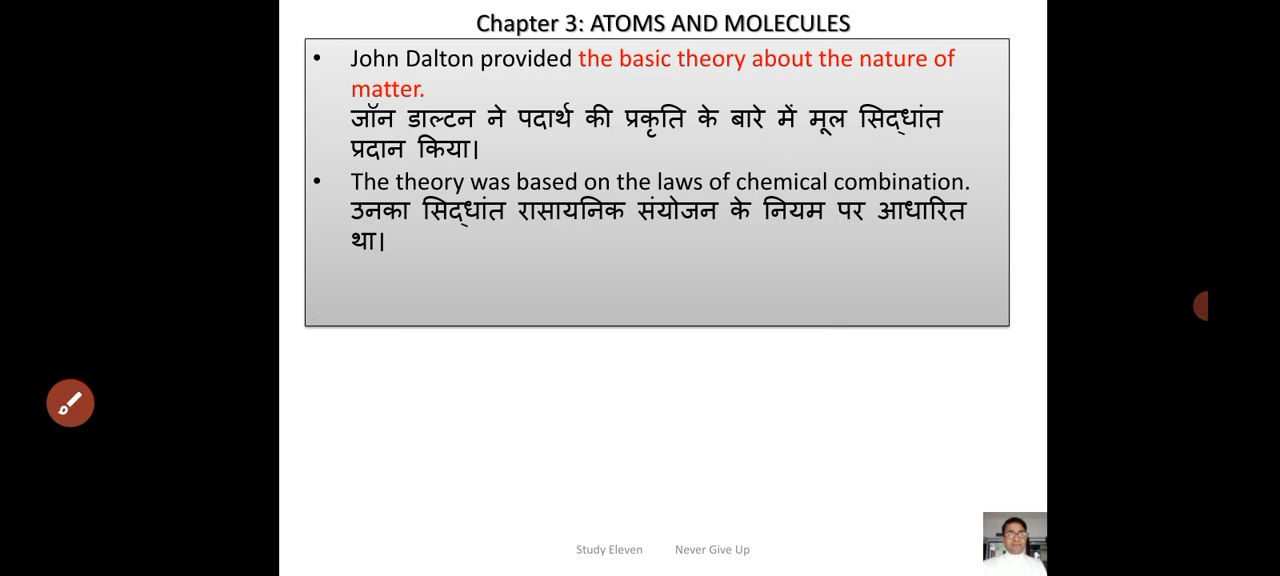 Chapter 3: ATOMS AND MOLECULES
• John Dalton provided the basic theory about the nature of
matter.
जॉन डाल्टन ने पदार्थ की प्रकृति के बारे में मूल सिद्धांत
प्रदान किया।
• The theory was based on the laws of chemical combination.
उनका सिद्धांत रासायनिक संयोजन के नियम पर आधारित
था।
Study Eleven Never Give Up